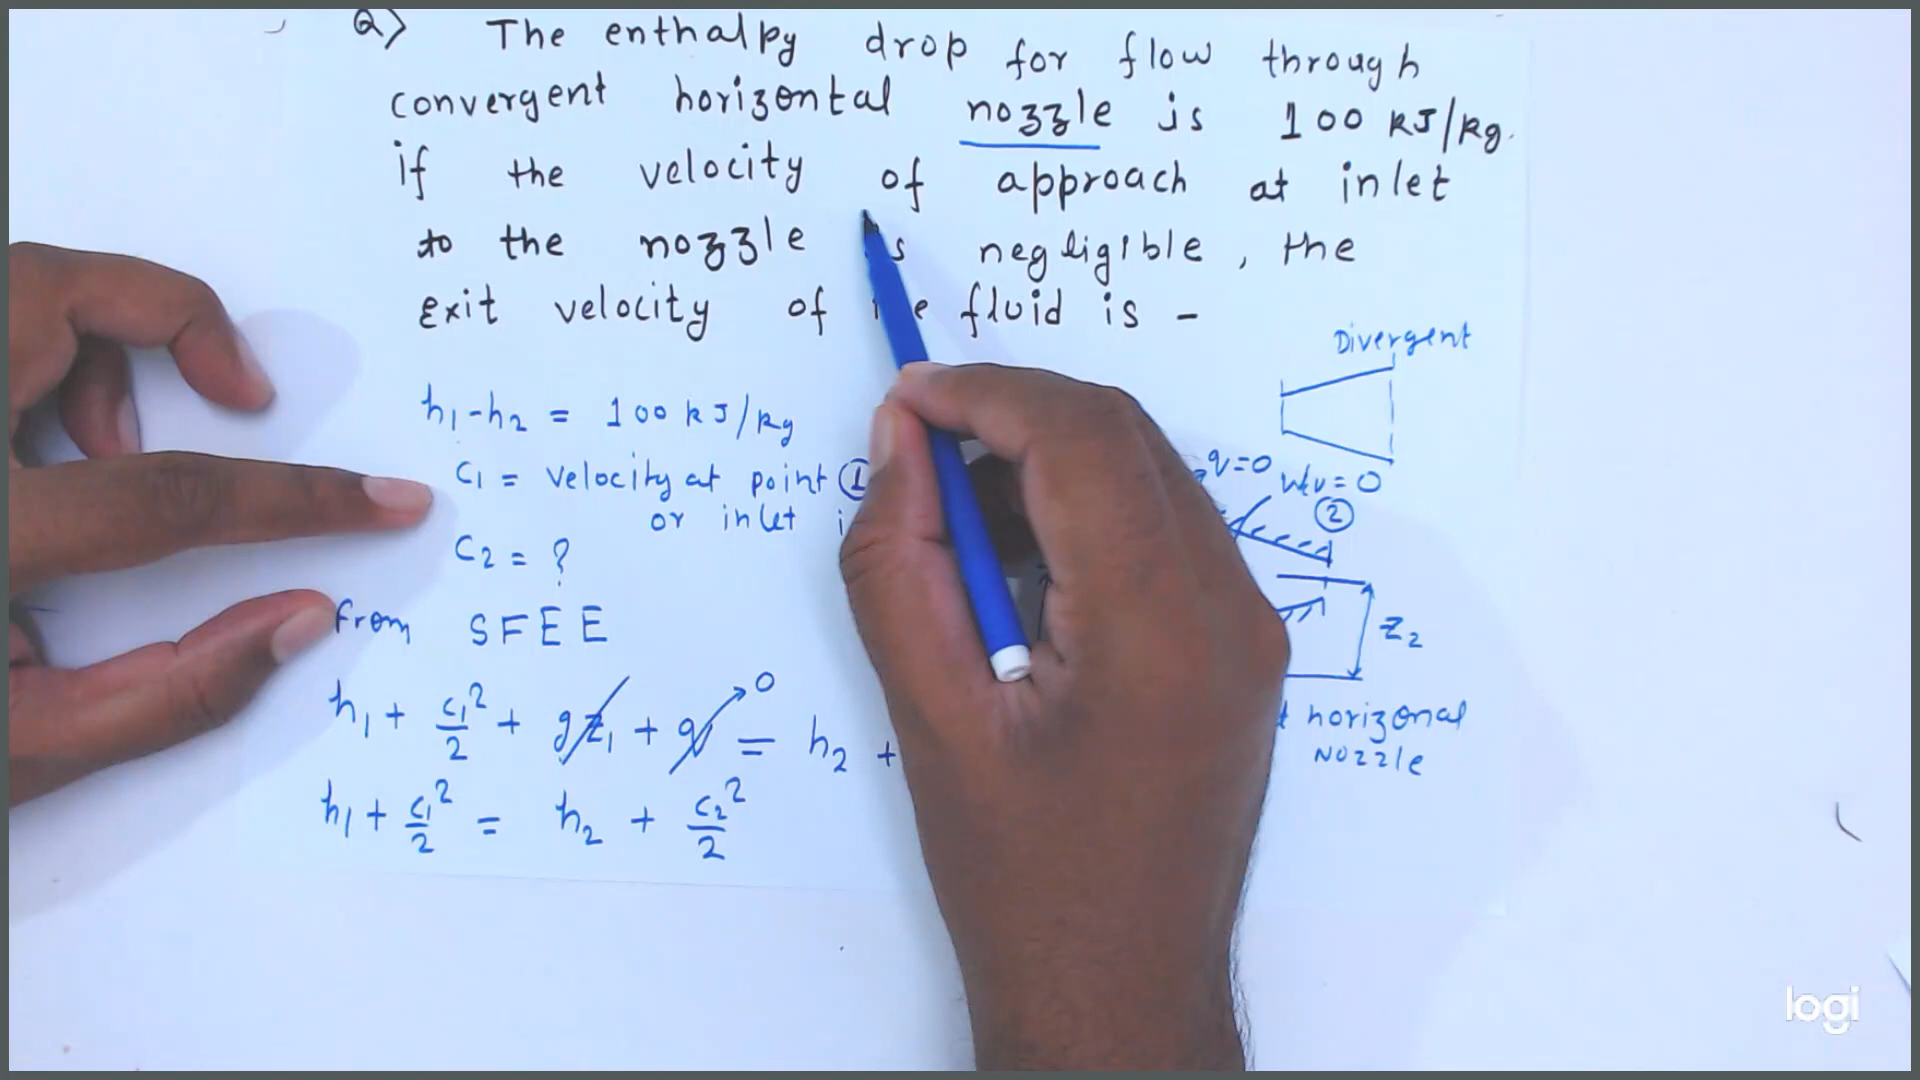 Q) The enthalpy drop for flow through
convergent horizontal nozzle is 100 kJ/kg.
if the velocity of approach at inlet
to the nozzle negligible, the
exit velocity of fluid is -
Divergent
h1-h2 = 100 kJ/kg
q=0
c1 = velocity at point ①
②
or inlet
c2 = ?
from SFEE
z2
h1 + c1²/2 + gz1 + q = h2 +
0
horizonal
Nozzle
h1 + c1²/2 = h2 + c2²/2
logi